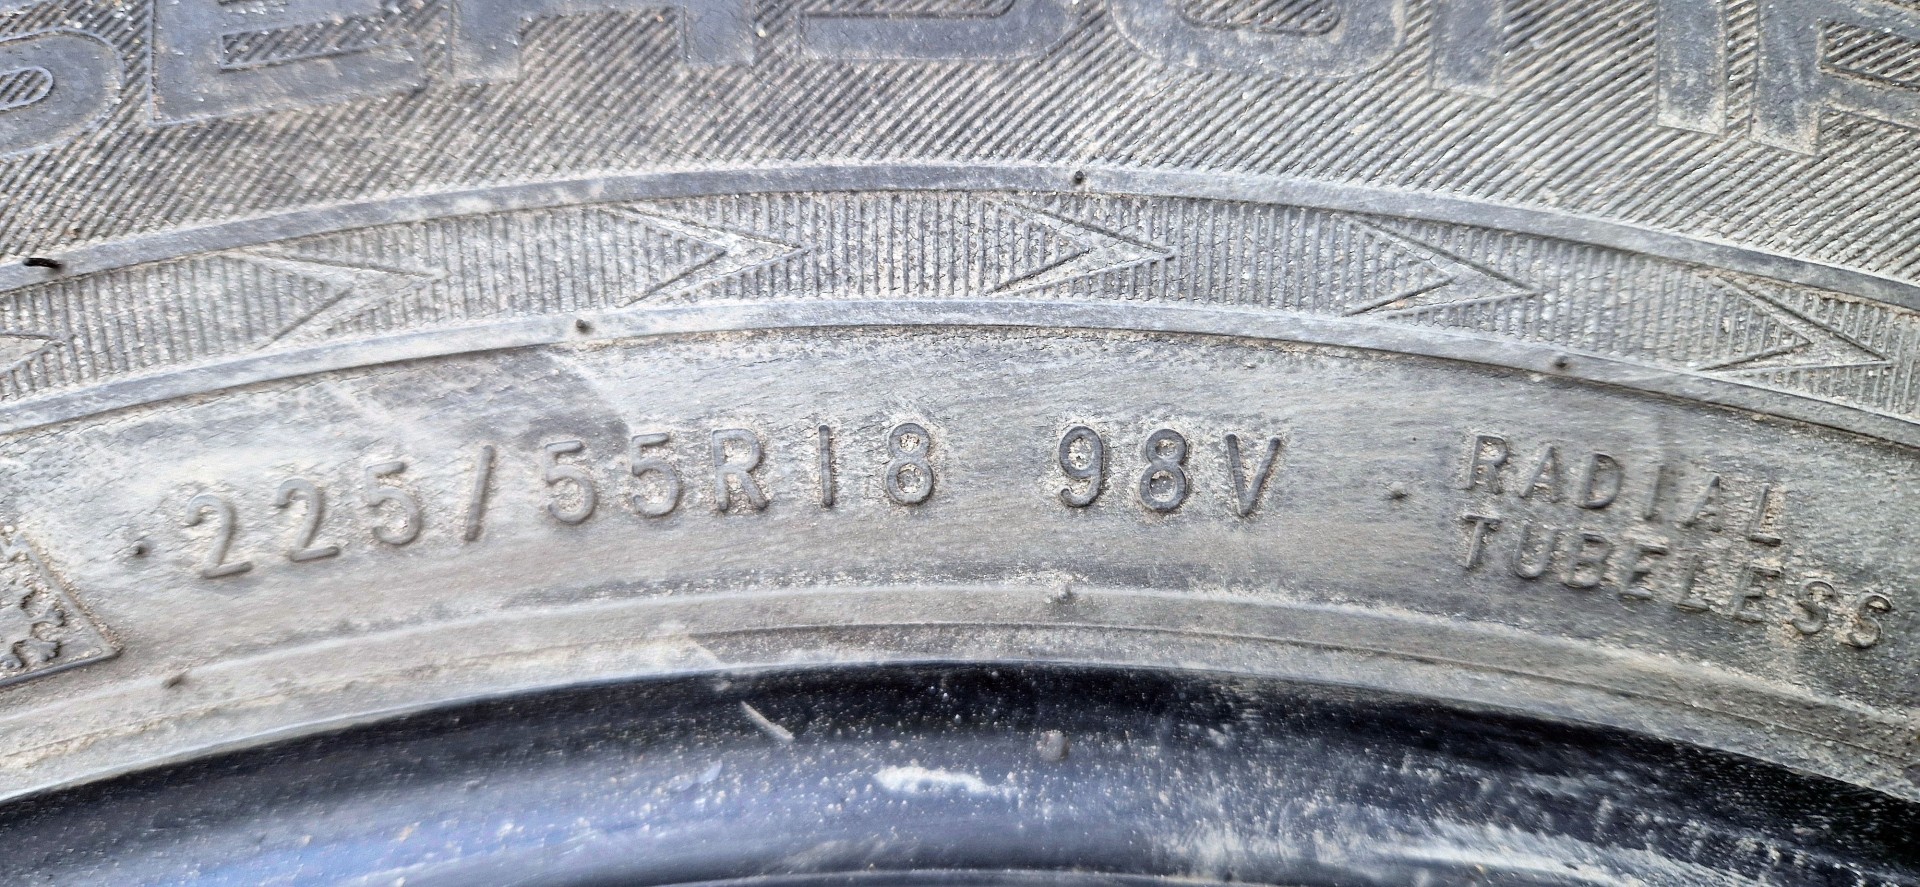 225/55R18 98V
RADIAL
TUBELESS